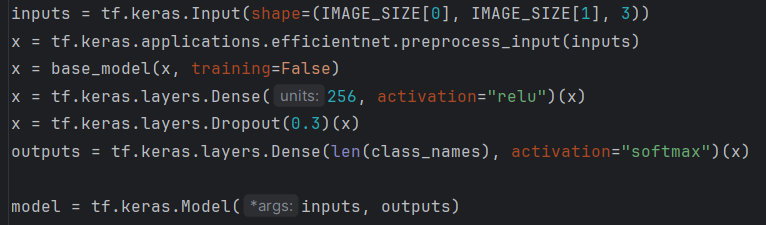 inputs = tf.keras.Input(shape=(IMAGE_SIZE[0], IMAGE_SIZE[1], 3))
x = tf.keras.applications.efficientnet.preprocess_input(inputs)
x = base_model(x, training=False)
x = tf.keras.layers.Dense( units: 256, activation="relu")(x)
x = tf.keras.layers.Dropout(0.3)(x)
outputs = tf.keras.layers.Dense(len(class_names), activation="softmax")(x)
model = tf.keras.Model( *args: inputs, outputs)